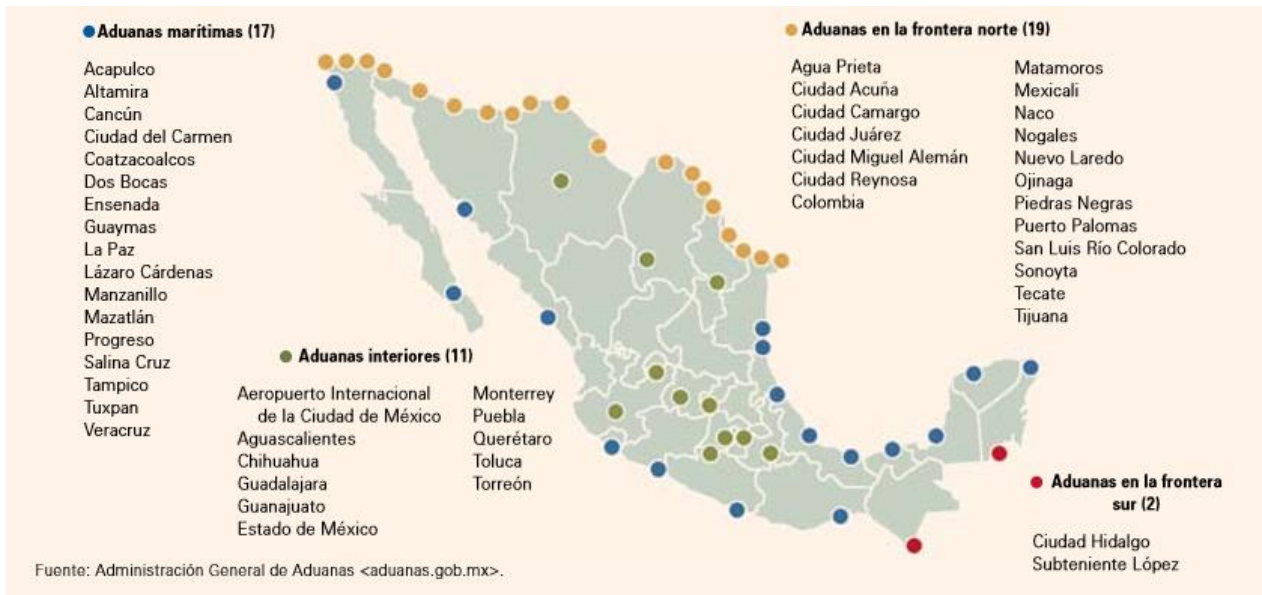 Aduanas marítimas (17)
Acapulco
Altamira
Cancún
Ciudad del Carmen
Coatzacoalcos
Dos Bocas
Ensenada
Guaymas
La Paz
Lázaro Cárdenas
Manzanillo
Mazatlán
Progreso
Salina Cruz
Tampico
Tuxpan
Veracruz
Aduanas en la frontera norte (19)
Agua Prieta
Ciudad Acuña
Ciudad Camargo
Ciudad Juárez
Ciudad Miguel Alemán
Ciudad Reynosa
Colombia
Matamoros
Mexicali
Naco
Nogales
Nuevo Laredo
Ojinaga
Piedras Negras
Puerto Palomas
San Luis Río Colorado
Sonoyta
Tecate
Tijuana
Aduanas interiores (11)
Aeropuerto Internacional
de la Ciudad de México
Aguascalientes
Chihuahua
Guadalajara
Guanajuato
Estado de México
Monterrey
Puebla
Querétaro
Toluca
Torreón
Aduanas en la frontera
sur (2)
Ciudad Hidalgo
Subteniente López
Fuente: Administración General de Aduanas <aduanas.gob.mx>.